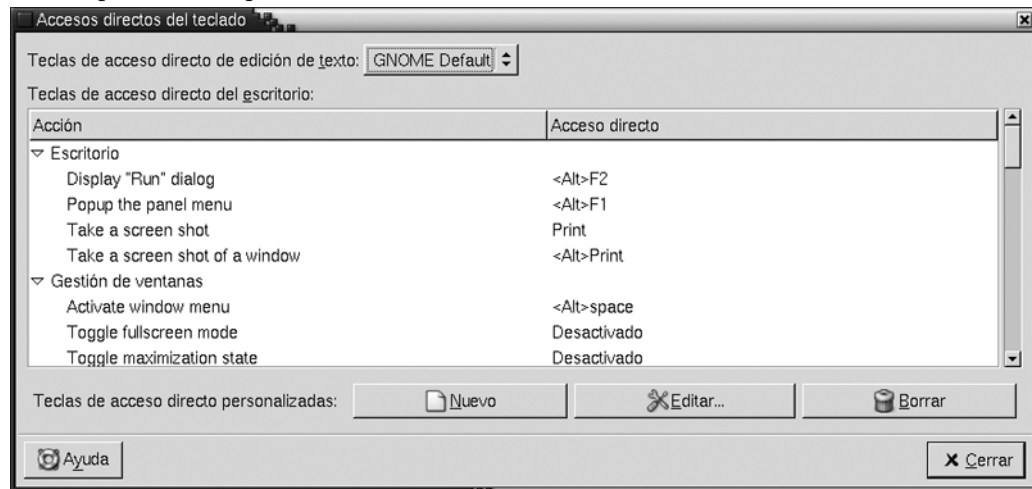 Accesos directos del teclado
Teclas de acceso directo de edición de texto: GNOME Default
Teclas de acceso directo del escritorio:
Acción Acceso directo
Escritorio
Display "Run" dialog <Alt>F2
Popup the panel menu <Alt>F1
Take a screen shot Print
Take a screen shot of a window <Alt>Print
Gestión de ventanas
Activate window menu <Alt>space
Toggle fullscreen mode Desactivado
Toggle maximization state Desactivado
Teclas de acceso directo personalizadas: Nuevo Editar... Borrar
Ayuda Cerrar